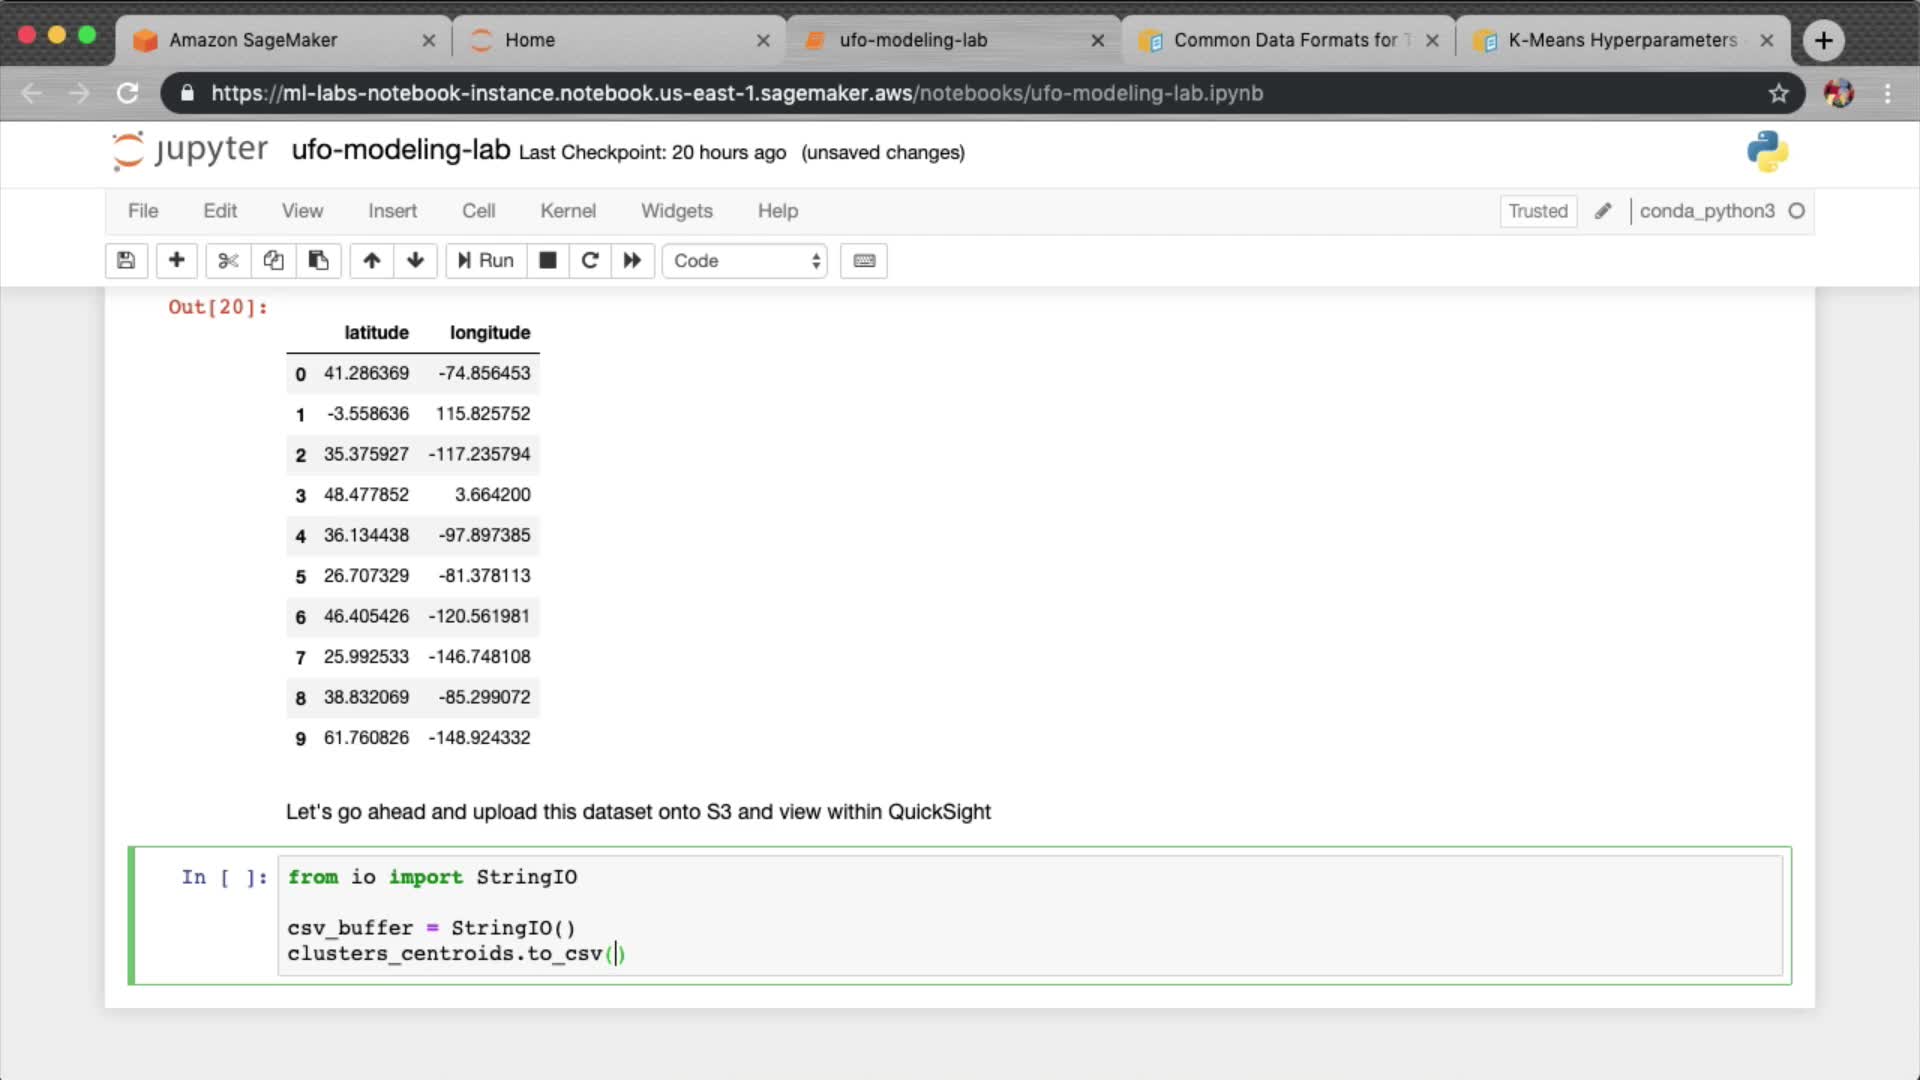 Amazon SageMaker
Home
ufo-modeling-lab
Common Data Formats for
K-Means Hyperparameters
https://ml-labs-notebook-instance.notebook.us-east-1.sagemaker.aws/notebooks/ufo-modeling-lab.ipynb
jupyter ufo-modeling-lab Last Checkpoint: 20 hours ago (unsaved changes)
File Edit View Insert Cell Kernel Widgets Help Trusted conda_python3
Run Code
Out[20]:
latitude longitude
0 41.286369 -74.856453
1 -3.558636 115.825752
2 35.375927 -117.235794
3 48.477852 3.664200
4 36.134438 -97.897385
5 26.707329 -81.378113
6 46.405426 -120.561981
7 25.992533 -146.748108
8 38.832069 -85.299072
9 61.760826 -148.924332
Let's go ahead and upload this dataset onto S3 and view within QuickSight
In [ ]: from io import StringIO
csv_buffer = StringIO()
clusters_centroids.to_csv()